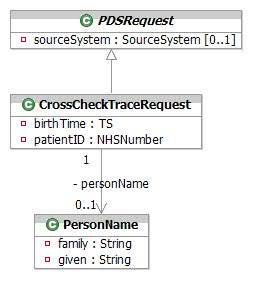 PDSRequest
sourceSystem : SourceSystem [0..1]
CrossCheckTraceRequest
birthTime : TS
patientID : NHSNumber
1
- personName
0..1
PersonName
family : String
given : String